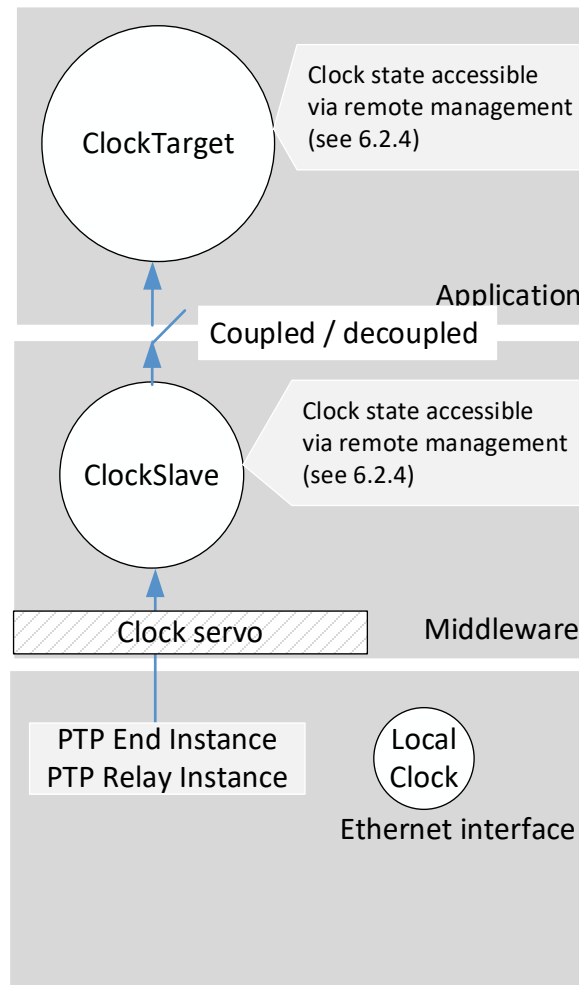 Clock state accessible
via remote management
(see 6.2.4)
ClockTarget
Application
Coupled / decoupled
Clock state accessible
via remote management
(see 6.2.4)
ClockSlave
Clock servo
Middleware
PTP End Instance
PTP Relay Instance
Local
Clock
Ethernet interface